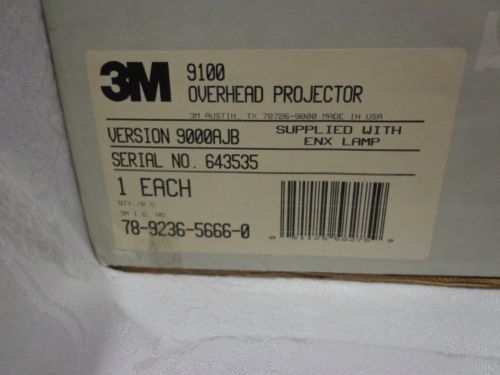 3M
9100
OVERHEAD PROJECTOR
3M AUSTIN, TX 78726-9000 MADE IN USA
VERSION 9000AJB
SUPPLIED WITH
ENX LAMP
SERIAL NO. 643535
1 EACH
QTY./S.U.
3M I.D. NO.
78-9236-5666-0